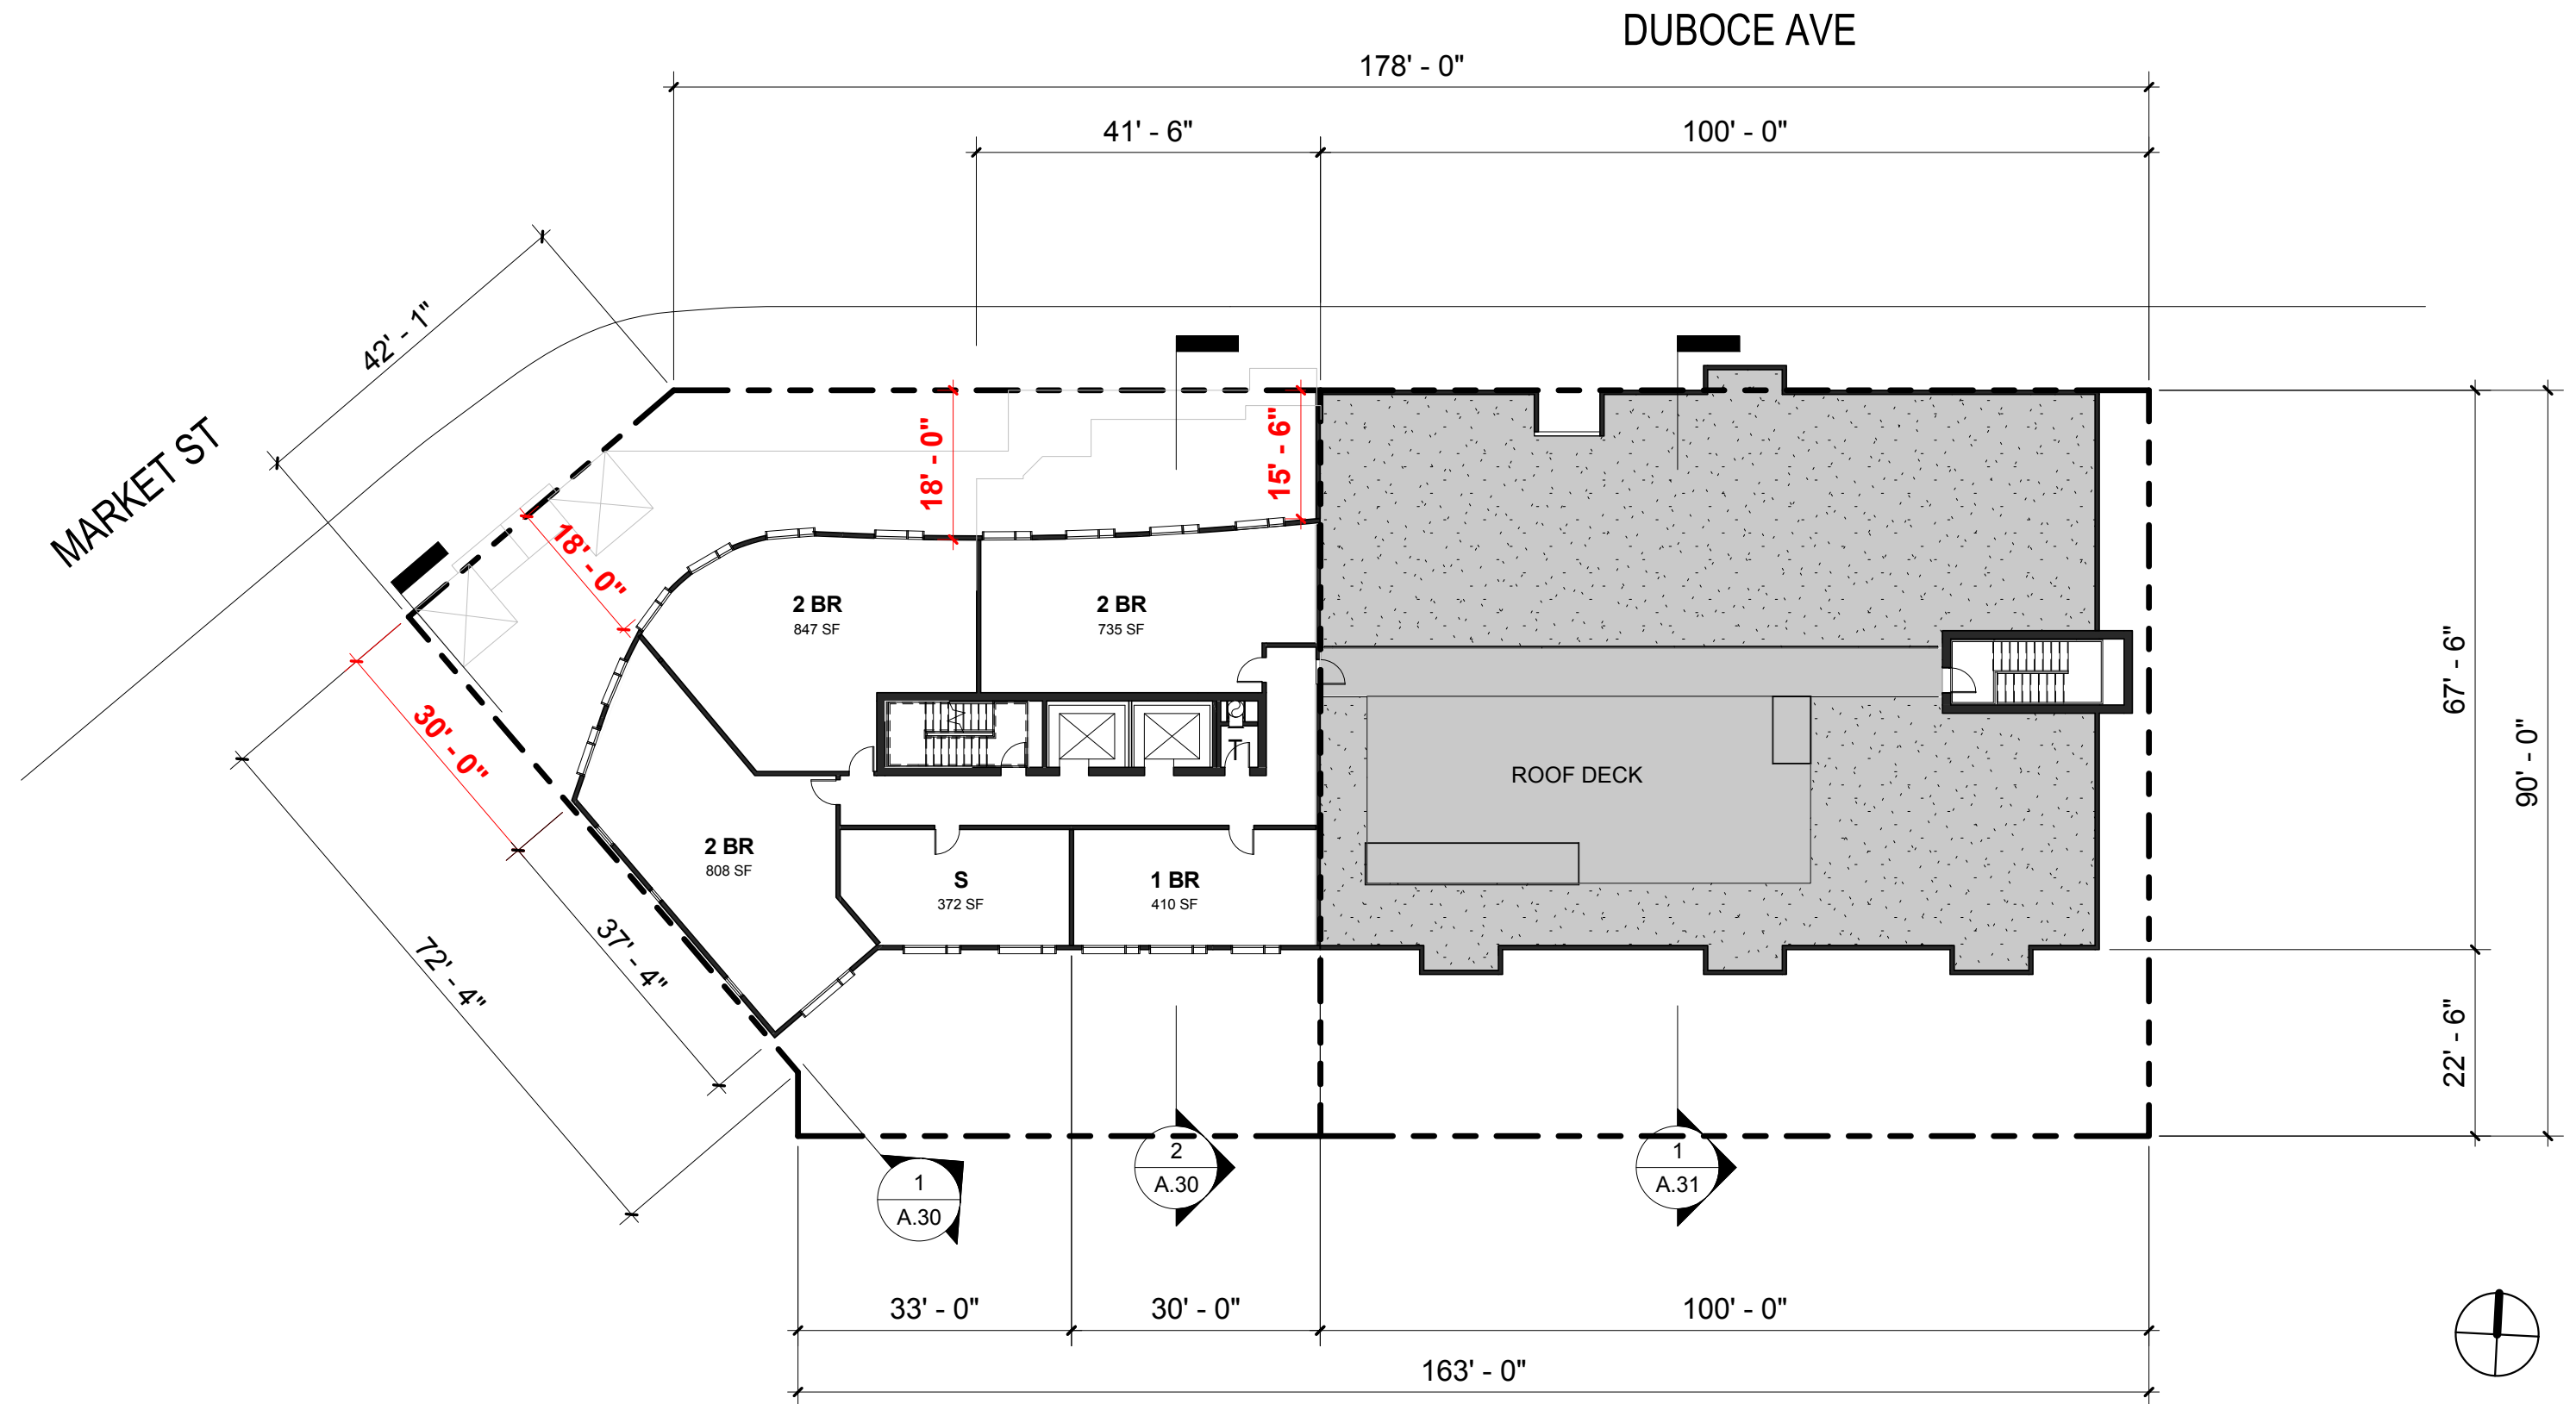 DUBOCE AVE
178' - 0"
41' - 6"
100' - 0"
42' - 1"
MARKET ST
18' - 0"
15' - 6"
18' - 0"
2 BR
847 SF
2 BR
735 SF
67' - 6"
30' - 0"
T
ROOF DECK
90' - 0"
2 BR
808 SF
S
372 SF
1 BR
410 SF
37' - 4"
72' - 4"
22' - 6"
1
A.30
2
A.30
1
A.31
33' - 0"
30' - 0"
100' - 0"
163' - 0"